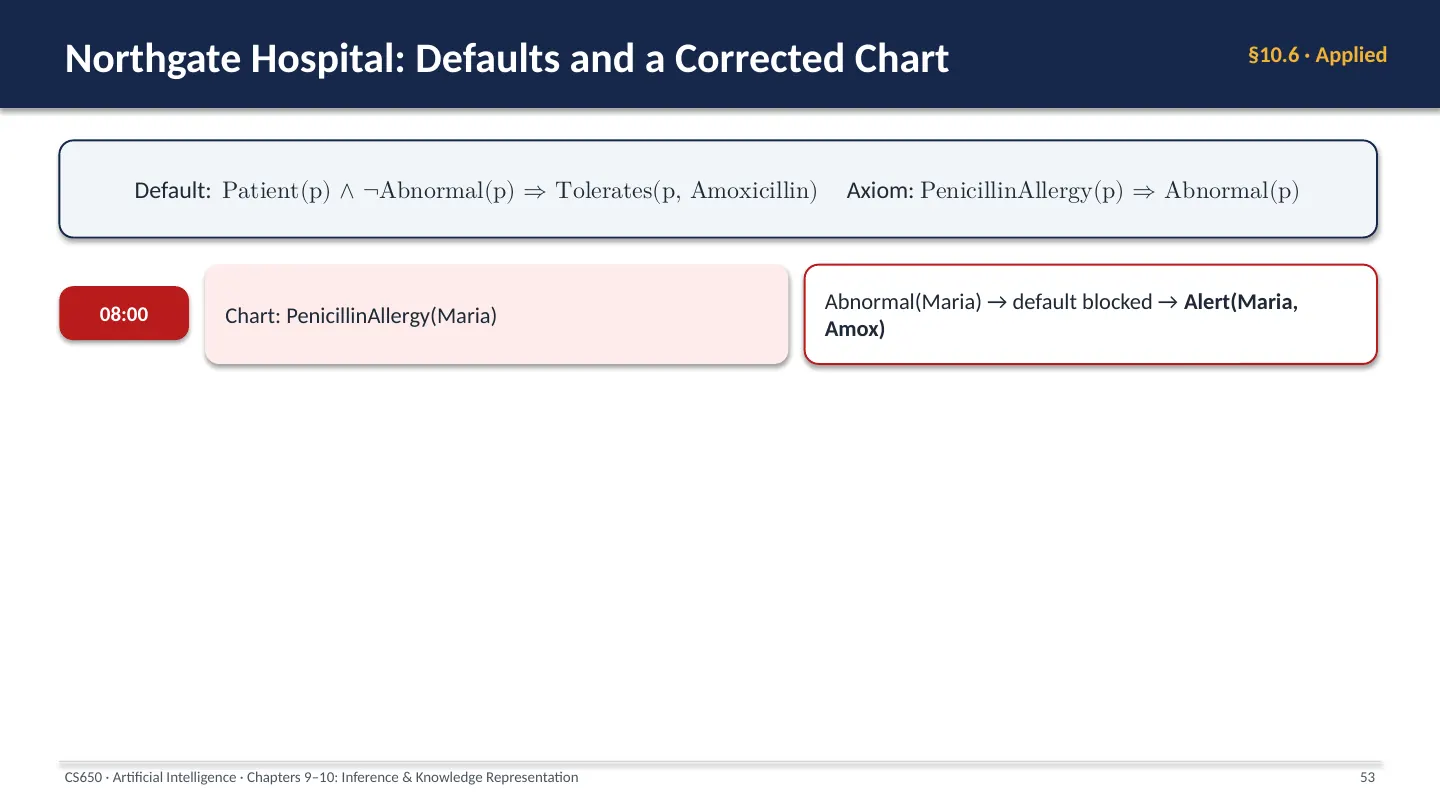 Northgate Hospital: Defaults and a Corrected Chart
§10.6 · Applied
Default: Patient(p) ∧ ¬Abnormal(p) ⇒ Tolerates(p, Amoxicillin) Axiom: PenicillinAllergy(p) ⇒ Abnormal(p)
08:00
Chart: PenicillinAllergy(Maria)
Abnormal(Maria) → default blocked → Alert(Maria,
Amox)
CS650 · Artificial Intelligence · Chapters 9–10: Inference & Knowledge Representation
53